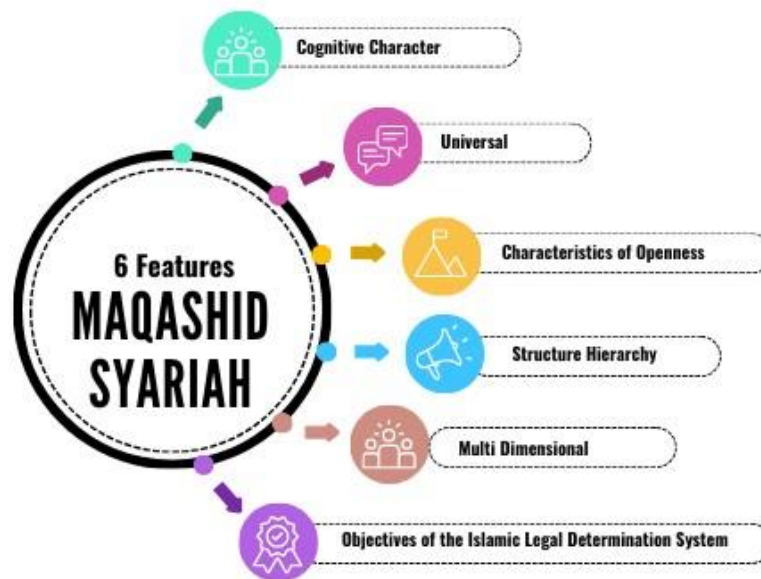 Cognitive Character
Universal
Characteristics of Openness
6 Features
MAQASHID
SYARIAH
Structure Hierarchy
Multi Dimensional
Objectives of the Islamic Legal Determination System